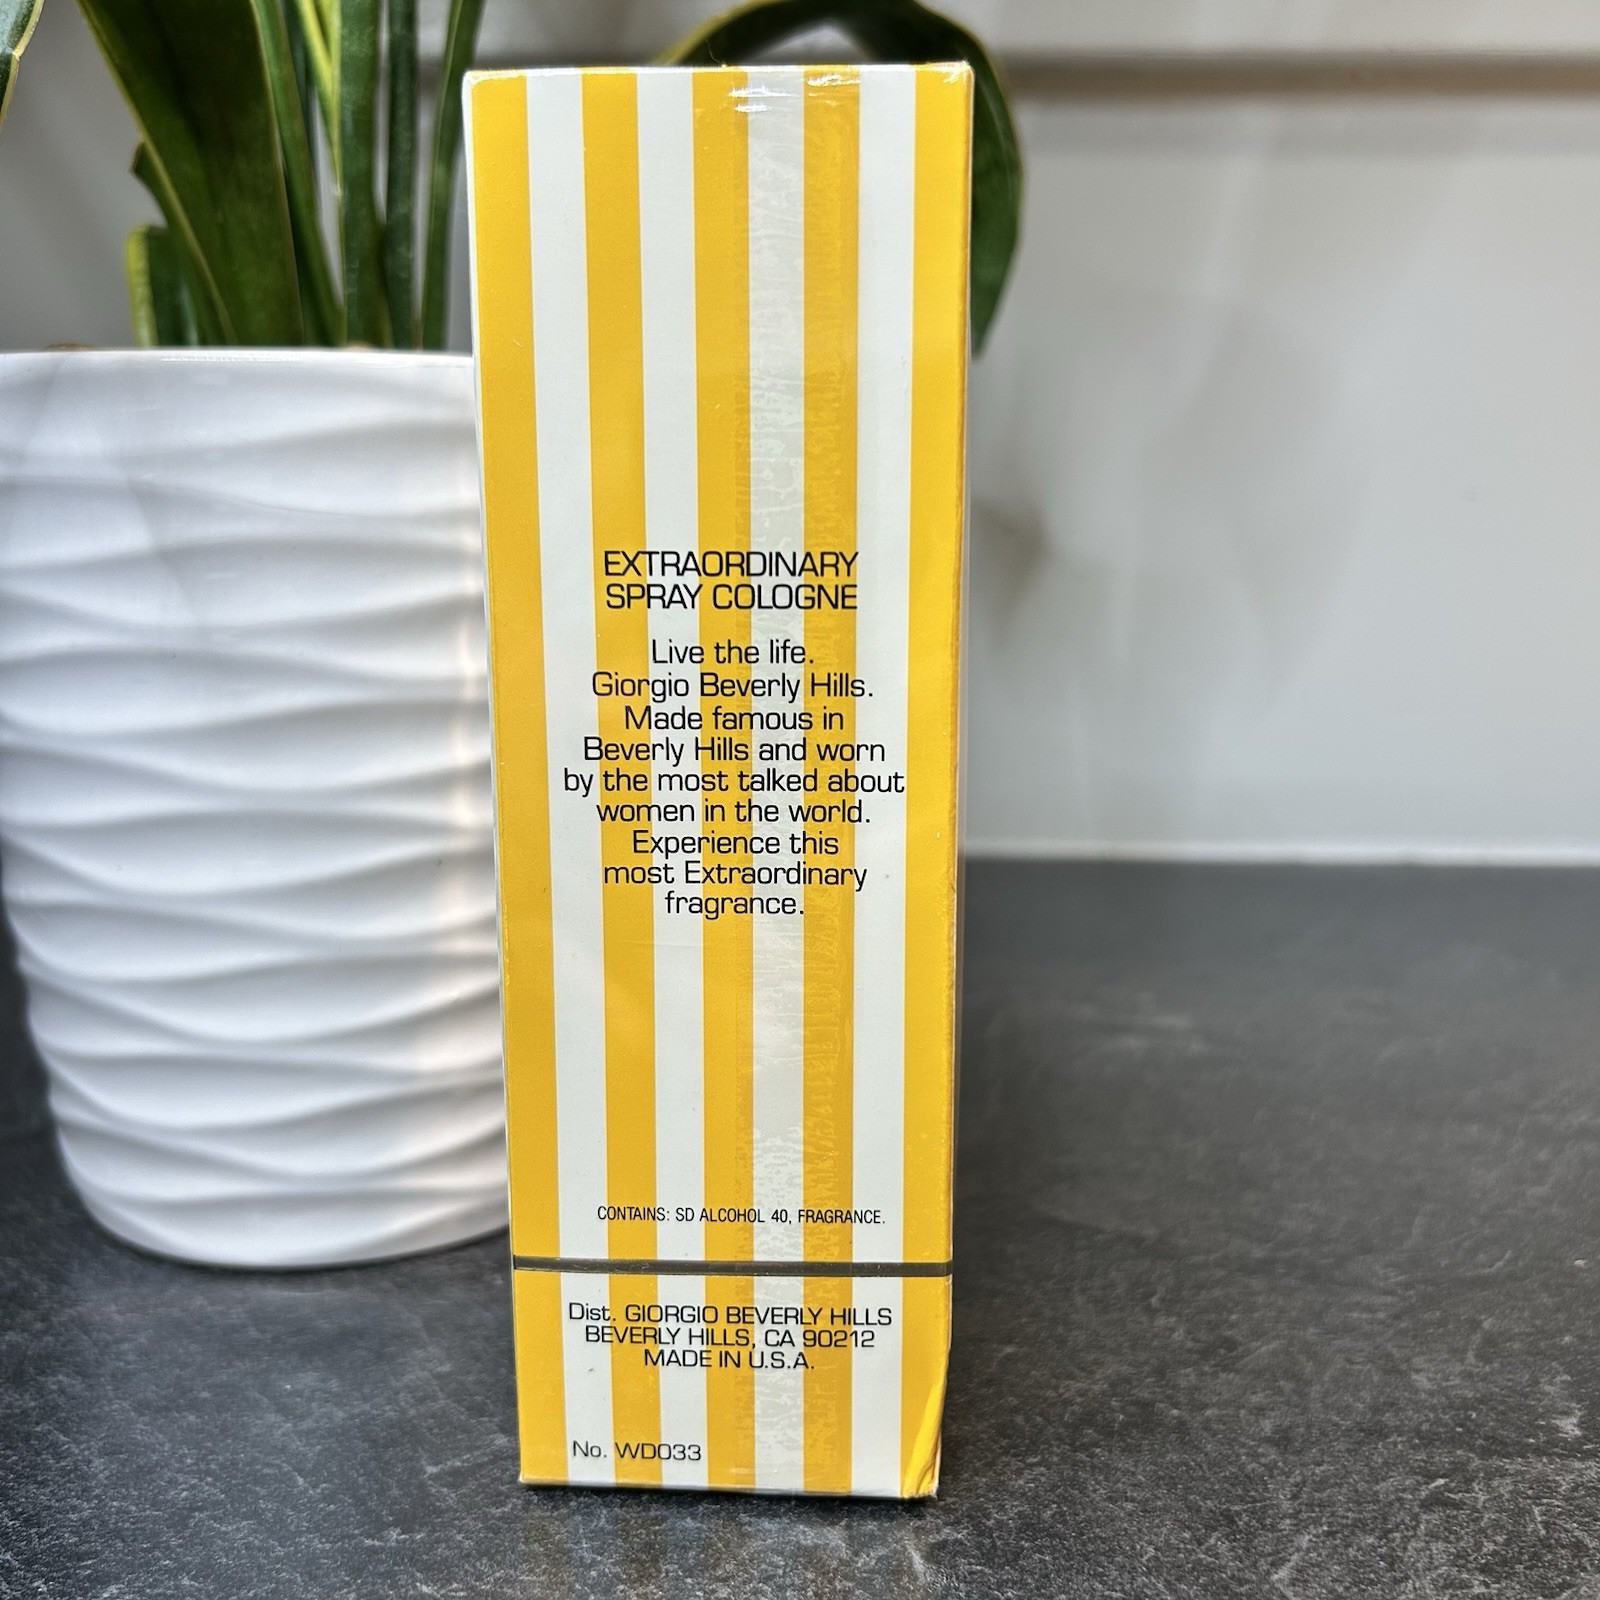 EXTRAORDINARY
SPRAY COLOGNE
Live the life.
Giorgio Beverly Hills.
Made famous in
Beverly Hills and worn
by the most talked about
women in the world.
Experience this
most Extraordinary
fragrance.
CONTAINS: SD ALCOHOL 40, FRAGRANCE.
Dist. GIORGIO BEVERLY HILLS
BEVERLY HILLS, CA 90212
MADE IN U.S.A.
No. WD033